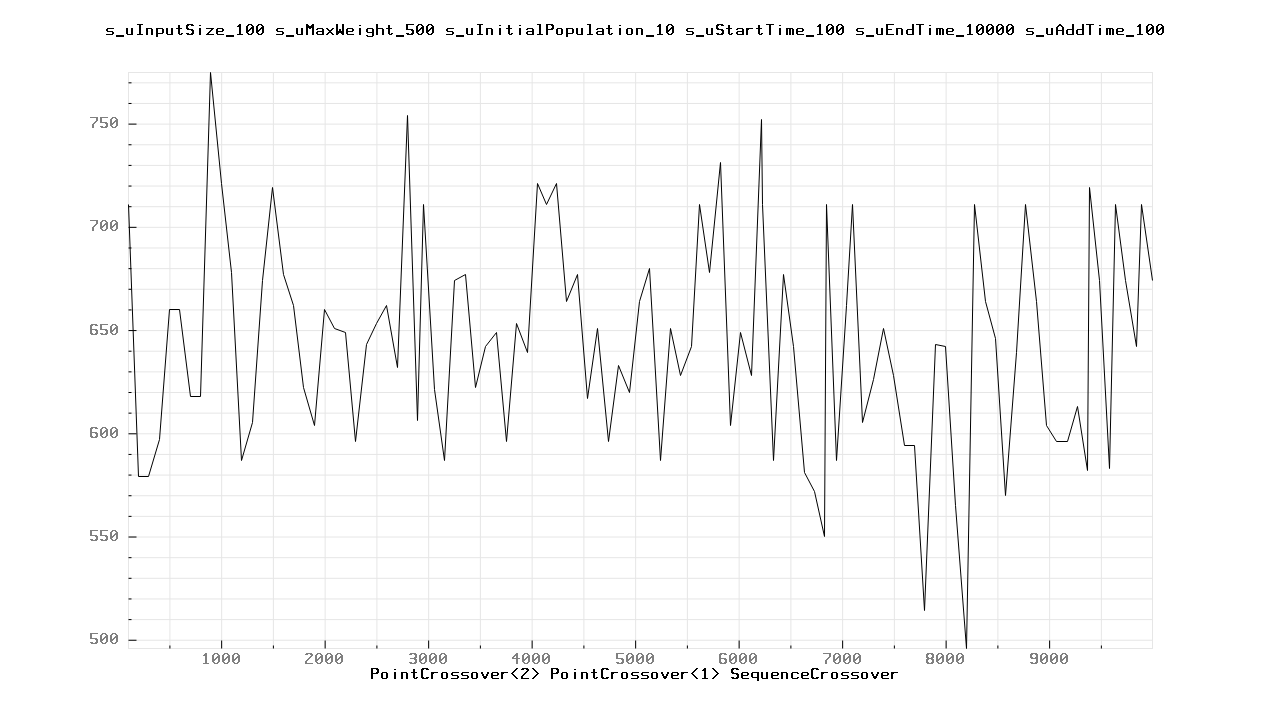 s_uInputSize_100 s_uMaxWeight_500 s_uInitialPopulation_10 s_uStartTime_100 s_uEndTime_10000 s_uAddTime_100
750
700
650
600
550
500
1000 2000 3000 4000 5000 6000 7000 8000 9000
PointCrossover<2> PointCrossover<1> SequenceCrossover